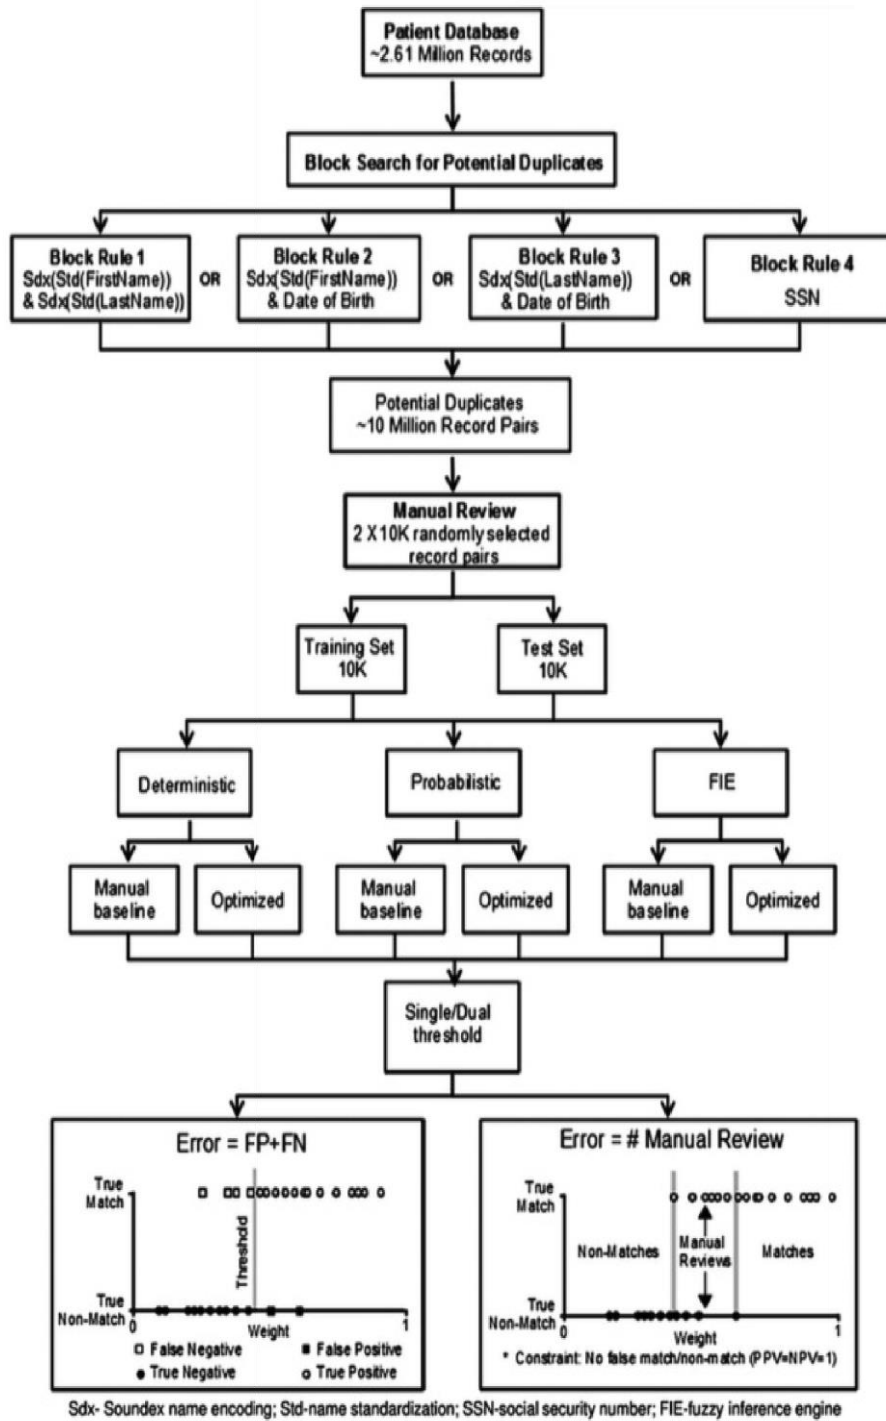 Patient Database
~2.61 Million Records
Block Search for Potential Duplicates
Block Rule 1
Sdx(Std(FirstName))
& Sdx(Std(LastName))
OR
Block Rule 2
Sdx(Std(FirstName))
& Date of Birth
OR
Block Rule 3
Sdx(Std(LastName))
& Date of Birth
OR
Block Rule 4
SSN
Potential Duplicates
~10 Million Record Pairs
Manual Review
2 X 10K randomly selected
record pairs
Training Set
10K
Test Set
10K
Deterministic
Probabilistic
FIE
Manual
baseline
Optimized
Manual
baseline
Optimized
Manual
baseline
Optimized
Single/Dual
threshold
Error = FP+FN
True
Match
Threshold
True
Non-Match
0
Weight
1
False Negative
False Positive
True Negative
True Positive
Error = # Manual Review
True
Match
Non-Matches
Manual
Reviews
Matches
True
Non-Match
0
Weight
1
* Constraint: No false match/non-match (PPV=NPV=1)
Sdx- Soundex name encoding; Std-name standardization; SSN-social security number; FIE-fuzzy inference engine